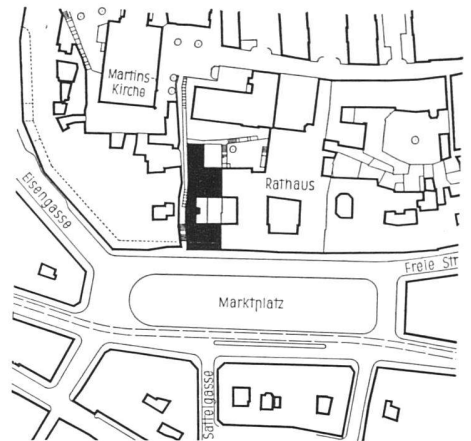 Martins-
Kirche
Rathaus
Eisengasse
Freie Str
Marktplatz
Sattelgasse